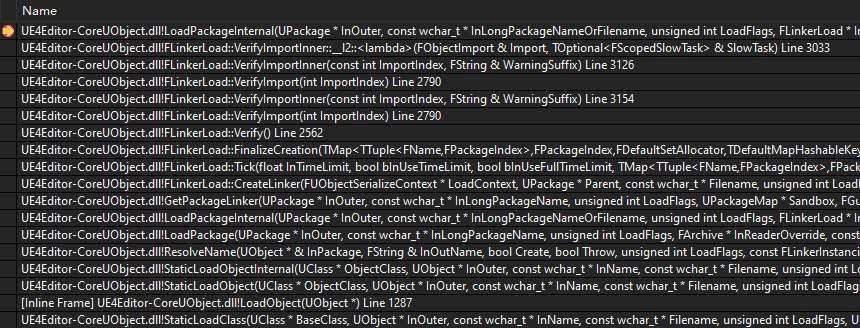 Name
UE4Editor-CoreUObject.dll!LoadPackageInternal(UPackage * InOuter, const wchar_t * InLongPackageNameOrFilename, unsigned int LoadFlags, FLinkerLoad * In
UE4Editor-CoreUObject.dll!FLinkerLoad::VerifyImportInner::__l2::<lambda>(FObjectImport & Import, TOptional<FScopedSlowTask> & SlowTask) Line 3033
UE4Editor-CoreUObject.dll!FLinkerLoad::VerifyImportInner(const int ImportIndex, FString & WarningSuffix) Line 3126
UE4Editor-CoreUObject.dll!FLinkerLoad::VerifyImport(int ImportIndex) Line 2790
UE4Editor-CoreUObject.dll!FLinkerLoad::VerifyImportInner(const int ImportIndex, FString & WarningSuffix) Line 3154
UE4Editor-CoreUObject.dll!FLinkerLoad::VerifyImport(int ImportIndex) Line 2790
UE4Editor-CoreUObject.dll!FLinkerLoad::Verify() Line 2562
UE4Editor-CoreUObject.dll!FLinkerLoad::FinalizeCreation(TMap<TTuple<FName,FPackageIndex>,FPackageIndex,FDefaultSetAllocator,TDefaultMapHashableKey
UE4Editor-CoreUObject.dll!FLinkerLoad::Tick(float InTimeLimit, bool bInUseTimeLimit, bool bInUseFullTimeLimit, TMap<TTuple<FName,FPackageIndex>,FPack
UE4Editor-CoreUObject.dll!FLinkerLoad::CreateLinker(FUObjectSerializeContext * LoadContext, UPackage * Parent, const wchar_t * Filename, unsigned int LoadF
UE4Editor-CoreUObject.dll!GetPackageLinker(UPackage * InOuter, const wchar_t * InLongPackageName, unsigned int LoadFlags, UPackageMap * Sandbox, FGu
UE4Editor-CoreUObject.dll!LoadPackageInternal(UPackage * InOuter, const wchar_t * InLongPackageNameOrFilename, unsigned int LoadFlags, FLinkerLoad * In
UE4Editor-CoreUObject.dll!LoadPackage(UPackage * InOuter, const wchar_t * InLongPackageName, unsigned int LoadFlags, FArchive * InReaderOverride, const
UE4Editor-CoreUObject.dll!ResolveName(UObject * & InPackage, FString & InOutName, bool Create, bool Throw, unsigned int LoadFlags, const FLinkerInstanci
UE4Editor-CoreUObject.dll!StaticLoadObjectInternal(UClass * ObjectClass, UObject * InOuter, const wchar_t * InName, const wchar_t * Filename, unsigned int
UE4Editor-CoreUObject.dll!StaticLoadObject(UClass * ObjectClass, UObject * InOuter, const wchar_t * InName, const wchar_t * Filename, unsigned int LoadFl
[Inline Frame] UE4Editor-CoreUObject.dll!LoadObject(UObject *) Line 1287
UE4Editor-CoreUObject.dll!StaticLoadClass(UClass * BaseClass, UObject * InOuter, const wchar_t * InName, const wchar_t * Filename, unsigned int LoadFlags, U